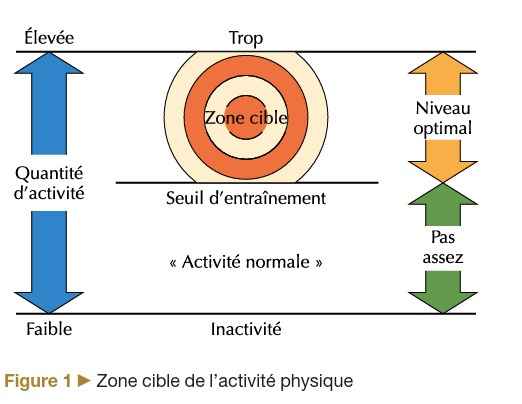 Élevée
Trop
Zone cible
Niveau
optimal
Quantité
d’activité
Seuil d’entraînement
Pas
assez
« Activité normale »
Faible
Inactivité
Figure 1 ► Zone cible de l’activité physique